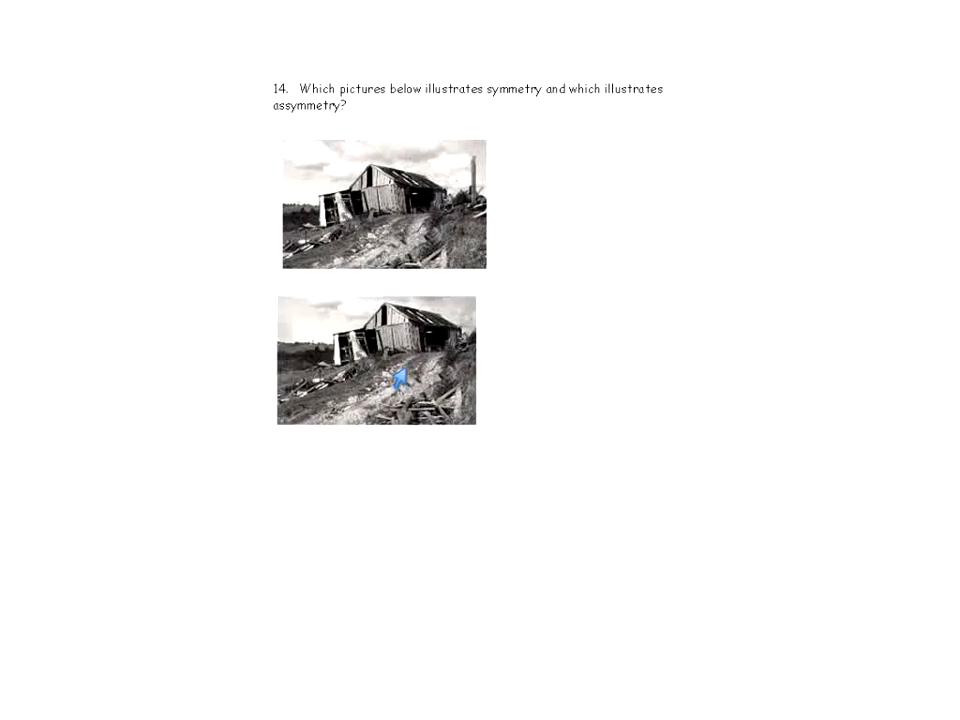 14. Which pictures below illustrates symmetry and which illustrates
assymmetry?